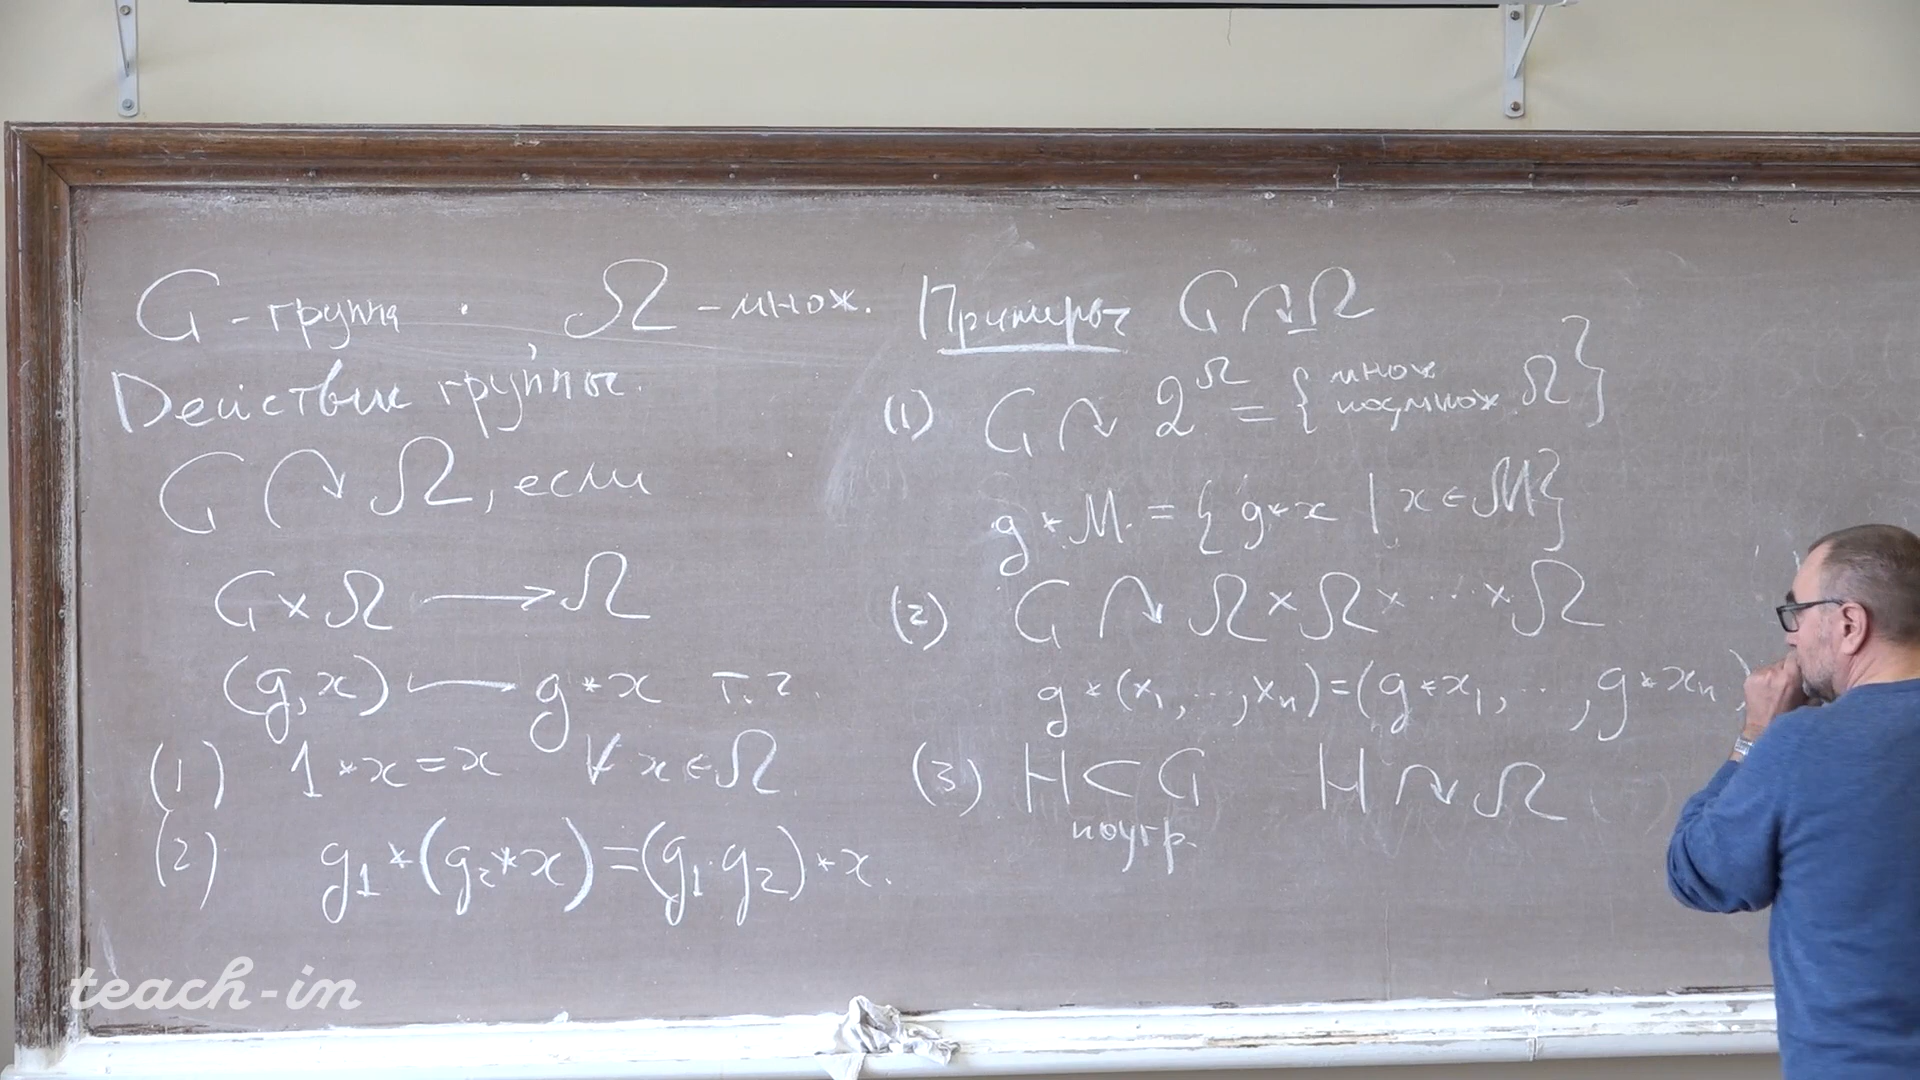 G - группа. Ω - множ.
Действие группы.
G ↷ Ω, если
G × Ω ⟶ Ω
(g, x) ⟼ g * x т.ч.
(1) 1 * x = x ∀ x ∈ Ω.
(2) g₁ * (g₂ * x) = (g₁ · g₂) * x.
Примеры G ↷ Ω
(1) G ↷ 2^Ω = { множ подмнож Ω }
g * M = { g * x | x ∈ M }
(2) G ↷ Ω × Ω × ... × Ω
g * (x₁, ..., xₙ) = (g * x₁, ..., g * xₙ)
(3) H ⊂ G H ↷ Ω
подгр.
teach-in